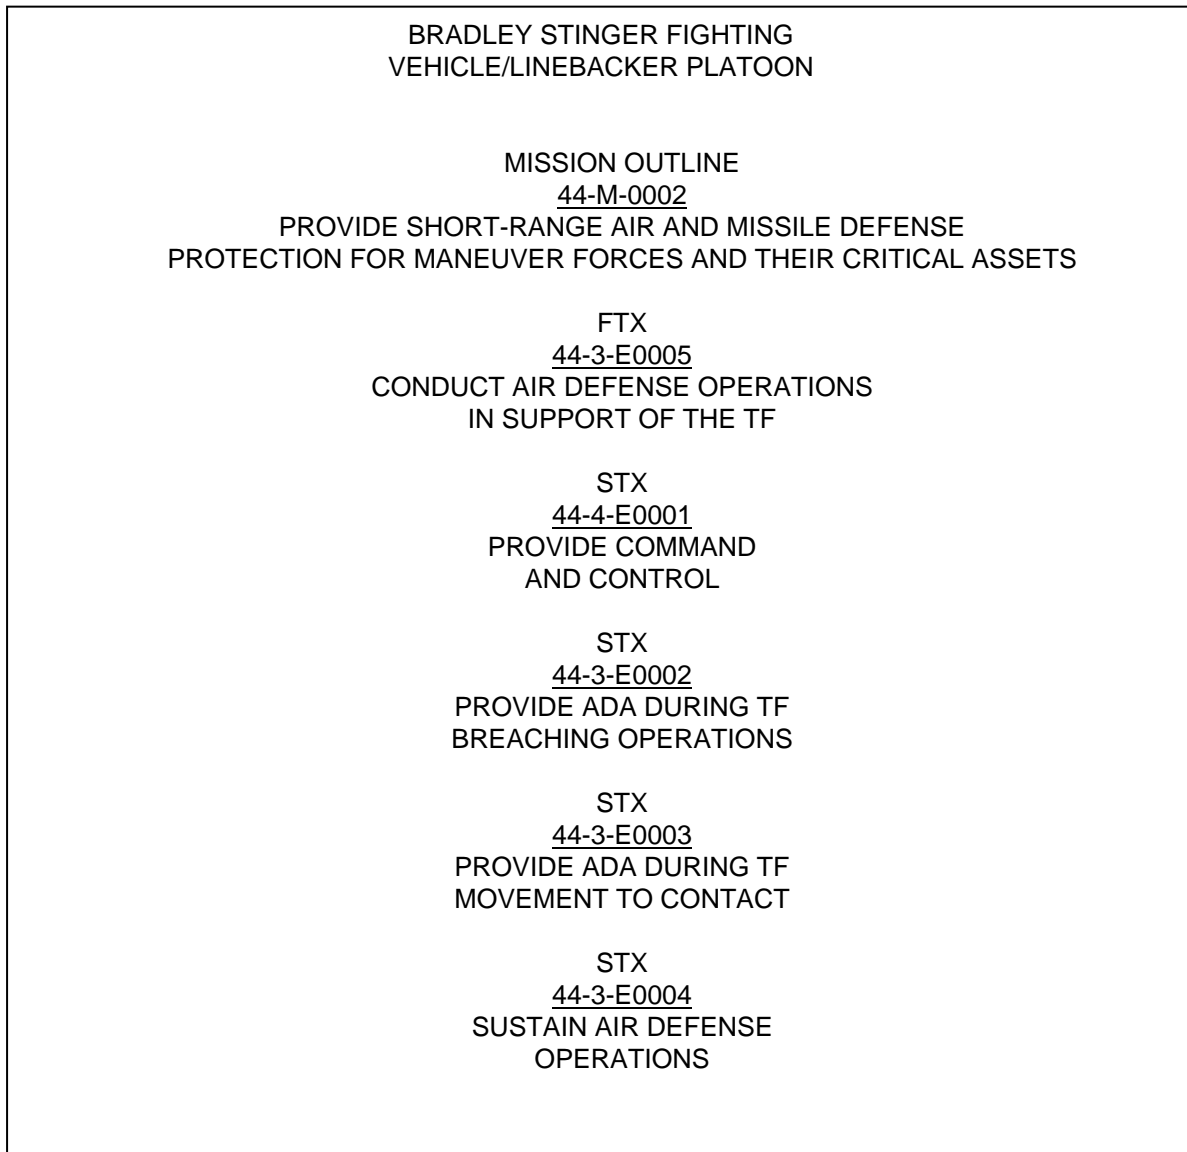 BRADLEY STINGER FIGHTING
VEHICLE/LINEBACKER PLATOON
MISSION OUTLINE
44-M-0002
PROVIDE SHORT-RANGE AIR AND MISSILE DEFENSE
PROTECTION FOR MANEUVER FORCES AND THEIR CRITICAL ASSETS
FTX
44-3-E0005
CONDUCT AIR DEFENSE OPERATIONS
IN SUPPORT OF THE TF
STX
44-4-E0001
PROVIDE COMMAND
AND CONTROL
STX
44-3-E0002
PROVIDE ADA DURING TF
BREACHING OPERATIONS
STX
44-3-E0003
PROVIDE ADA DURING TF
MOVEMENT TO CONTACT
STX
44-3-E0004
SUSTAIN AIR DEFENSE
OPERATIONS